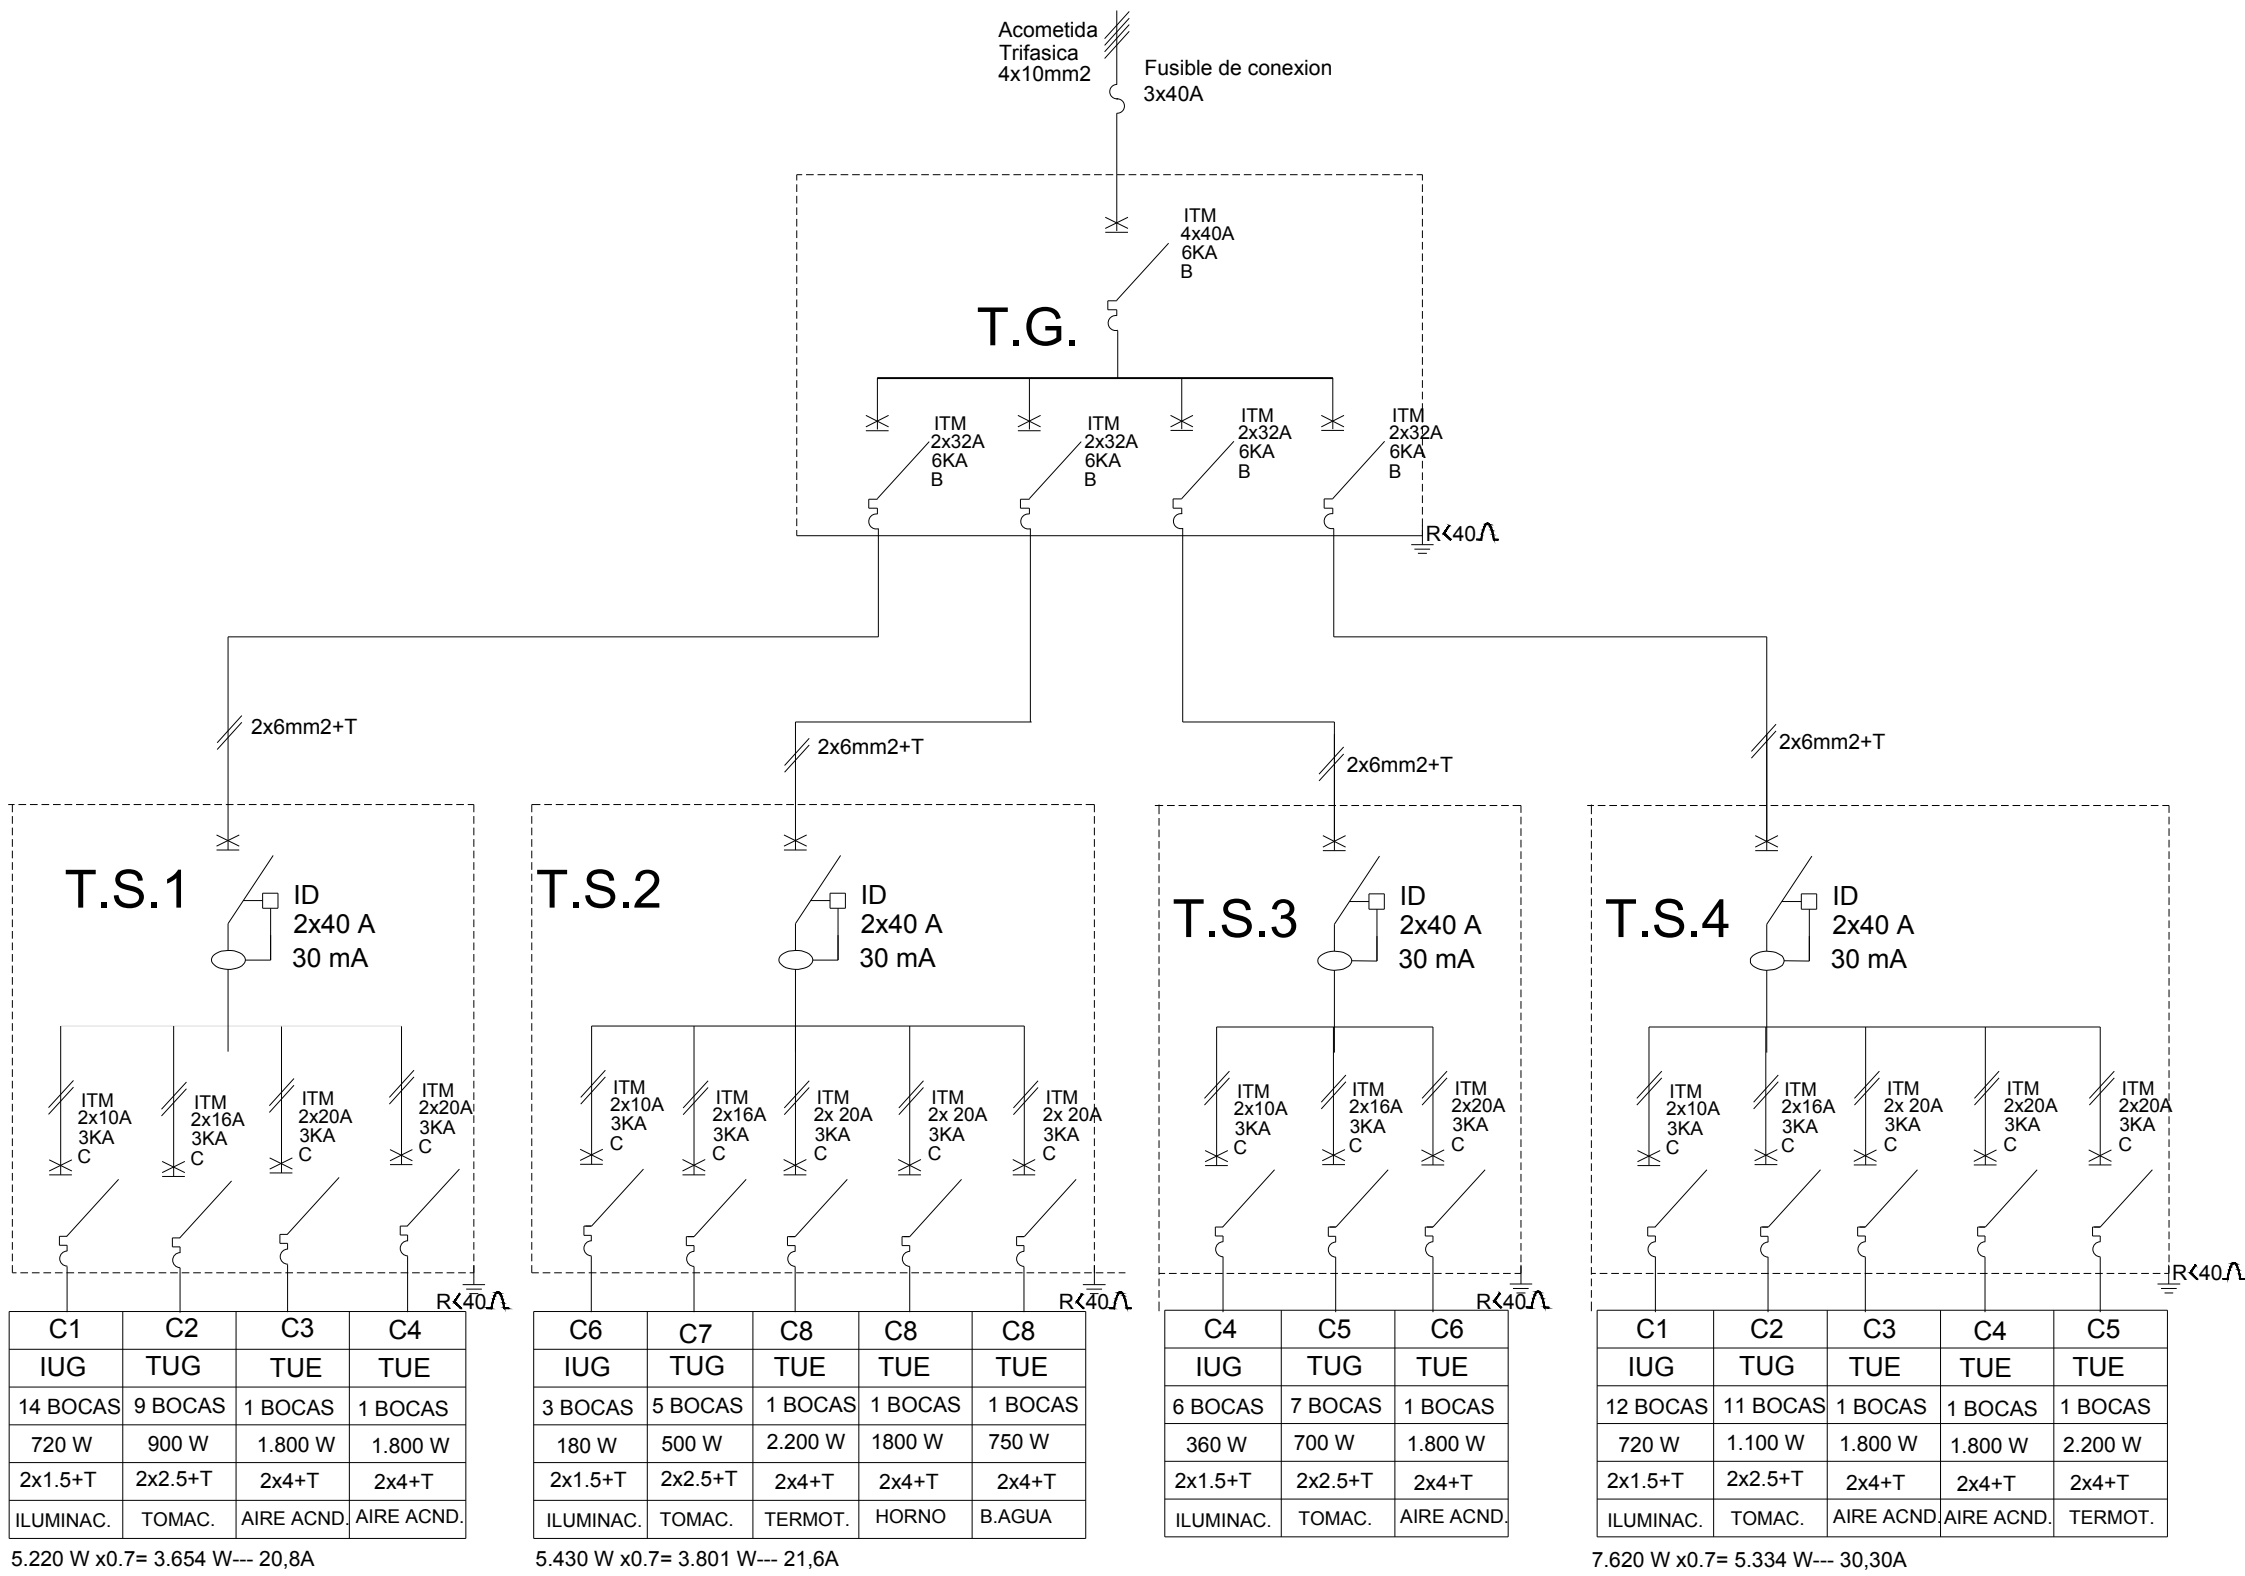 Acometida
Trifasica
4x10mm2
Fusible de conexion
3x40A
ITM
4x40A
6KA
B
T.G.
ITM
2x32A
6KA
B
ITM
2x32A
6KA
B
ITM
2x32A
6KA
B
ITM
2x32A
6KA
B
R<40Ω
2x6mm2+T
2x6mm2+T
2x6mm2+T
2x6mm2+T
T.S.1
ID
2x40 A
30 mA
ITM
2x10A
3KA
C
ITM
2x16A
3KA
C
ITM
2x20A
3KA
C
ITM
2x20A
3KA
C
R<40Ω
C1 C2 C3 C4
IUG TUG TUE TUE
14 BOCAS 9 BOCAS 1 BOCAS 1 BOCAS
720 W 900 W 1.800 W 1.800 W
2x1.5+T 2x2.5+T 2x4+T 2x4+T
ILUMINAC. TOMAC. AIRE ACND. AIRE ACND.
5.220 W x0.7= 3.654 W--- 20,8A
T.S.2
ID
2x40 A
30 mA
ITM
2x10A
3KA
C
ITM
2x16A
3KA
C
ITM
2x 20A
3KA
C
ITM
2x 20A
3KA
C
ITM
2x 20A
3KA
C
R<40Ω
C6 C7 C8 C8 C8
IUG TUG TUE TUE TUE
3 BOCAS 5 BOCAS 1 BOCAS 1 BOCAS 1 BOCAS
180 W 500 W 2.200 W 1800 W 750 W
2x1.5+T 2x2.5+T 2x4+T 2x4+T 2x4+T
ILUMINAC. TOMAC. TERMOT. HORNO B.AGUA
5.430 W x0.7= 3.801 W--- 21,6A
T.S.3
ID
2x40 A
30 mA
ITM
2x10A
3KA
C
ITM
2x16A
3KA
C
ITM
2x20A
3KA
C
R<40Ω
C4 C5 C6
IUG TUG TUE
6 BOCAS 7 BOCAS 1 BOCAS
360 W 700 W 1.800 W
2x1.5+T 2x2.5+T 2x4+T
ILUMINAC. TOMAC. AIRE ACND.
T.S.4
ID
2x40 A
30 mA
ITM
2x10A
3KA
C
ITM
2x16A
3KA
C
ITM
2x 20A
3KA
C
ITM
2x20A
3KA
C
ITM
2x20A
3KA
C
R<40Ω
C1 C2 C3 C4 C5
IUG TUG TUE TUE TUE
12 BOCAS 11 BOCAS 1 BOCAS 1 BOCAS 1 BOCAS
720 W 1.100 W 1.800 W 1.800 W 2.200 W
2x1.5+T 2x2.5+T 2x4+T 2x4+T 2x4+T
ILUMINAC. TOMAC. AIRE ACND. AIRE ACND. TERMOT.
7.620 W x0.7= 5.334 W--- 30,30A